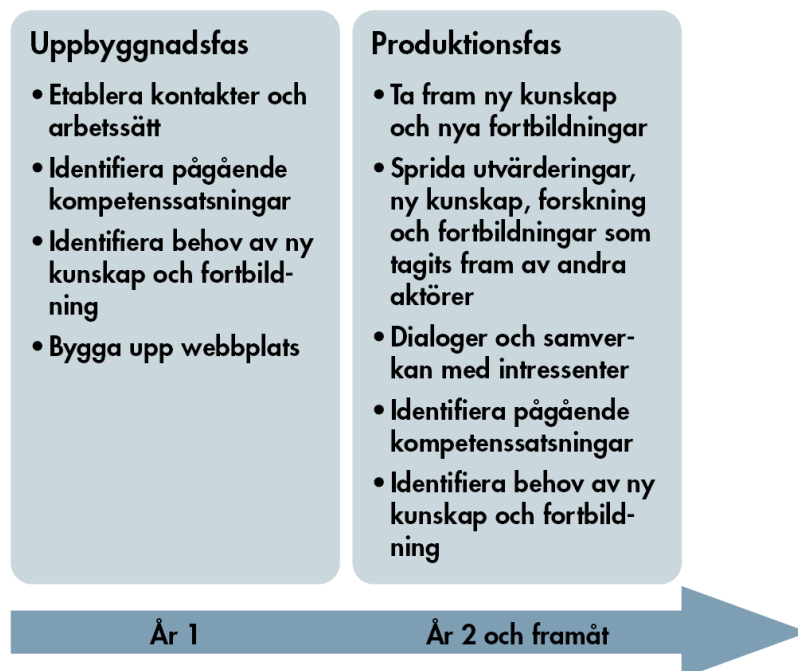 Uppbyggnadsfas
• Etablera kontakter och
arbetssätt
• Identifiera pågående
kompetenssatsningar
• Identifiera behov av ny
kunskap och fortbild-
ning
• Bygga upp webbplats
Produktionsfas
• Ta fram ny kunskap
och nya fortbildningar
• Sprida utvärderingar,
ny kunskap, forskning
och fortbildningar som
tagits fram av andra
aktörer
• Dialoger och samver-
kan med intressenter
• Identifiera pågående
kompetenssatsningar
• Identifiera behov av ny
kunskap och fortbild-
ning
År 1
År 2 och framåt